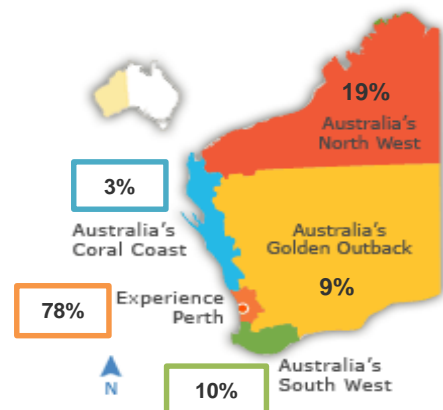 19%
Australia's
North West
3%
Australia's
Coral Coast
Australia's
Golden Outback
9%
78%
Experience
Perth
N
10%
Australia's
South West